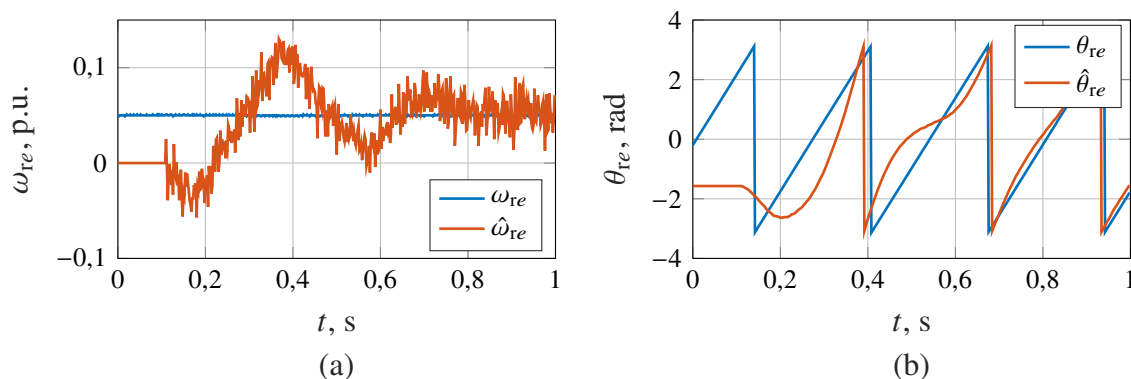 0,1
0
−0,1
ω_re, p.u.
ω_re
ω̂_re
0 0,2 0,4 0,6 0,8 1
t, s
(a)
4
2
0
−2
−4
θ_re, rad
θ_re
θ̂_re
0 0,2 0,4 0,6 0,8 1
t, s
(b)